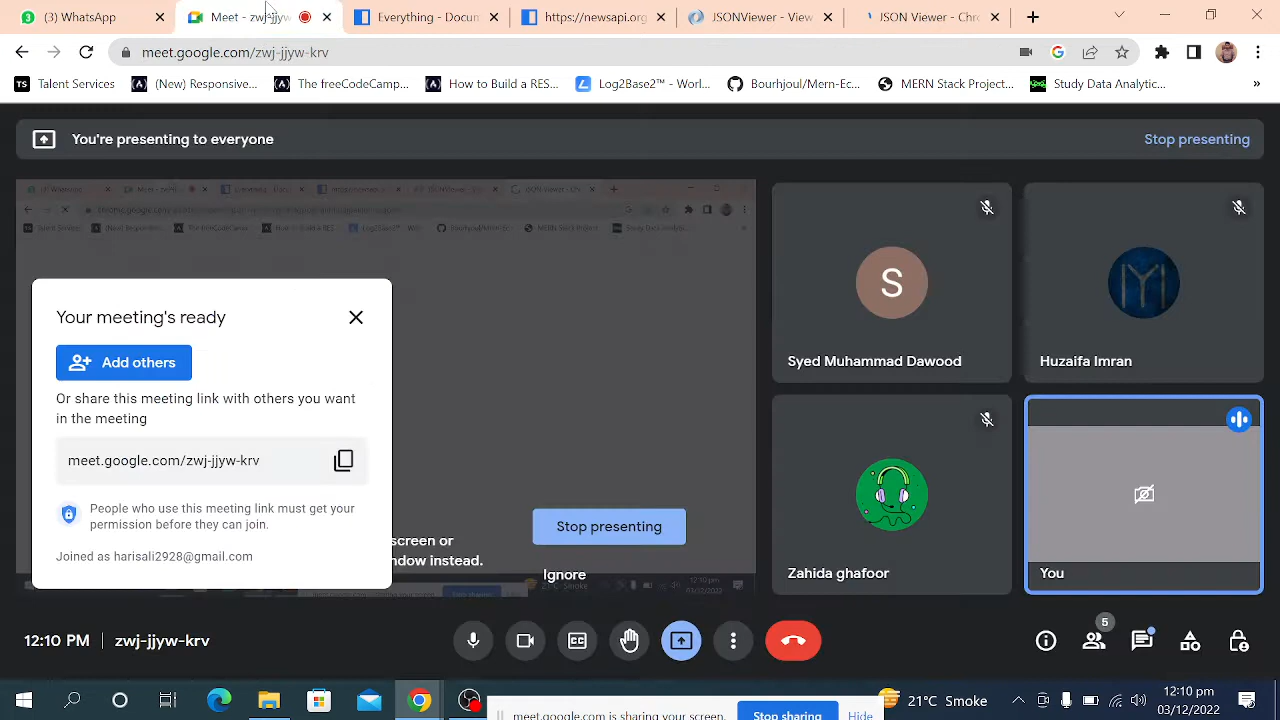 3 WhatsApp
Meet - zwj-jjyw
Everything - Docum
https://newsapi.org
JSONViewer - View
JSON Viewer - Chr
meet.google.com/zwj-jjyw-krv
TS Talent Services
(New) Responsive...
The freeCodeCamp...
How to Build a RES...
Log2Base2™ - Worl...
Bourhjoul/Mern-Ec...
MERN Stack Project...
Study Data Analytic...
»
You're presenting to everyone
Stop presenting
Your meeting's ready
Add others
Or share this meeting link with others you want
in the meeting
meet.google.com/zwj-jjyw-krv
People who use this meeting link must get your
permission before they can join.
Joined as harisali2928@gmail.com
screen or
ndow instead.
Stop presenting
Ignore
S
Syed Muhammad Dawood
Huzaifa Imran
Zahida ghafoor
You
12:10 PM | zwj-jjyw-krv
CC
5
21°C Smoke
12:10 pm
03/12/2022
meet.google.com is sharing your screen.
Stop sharing
Hide